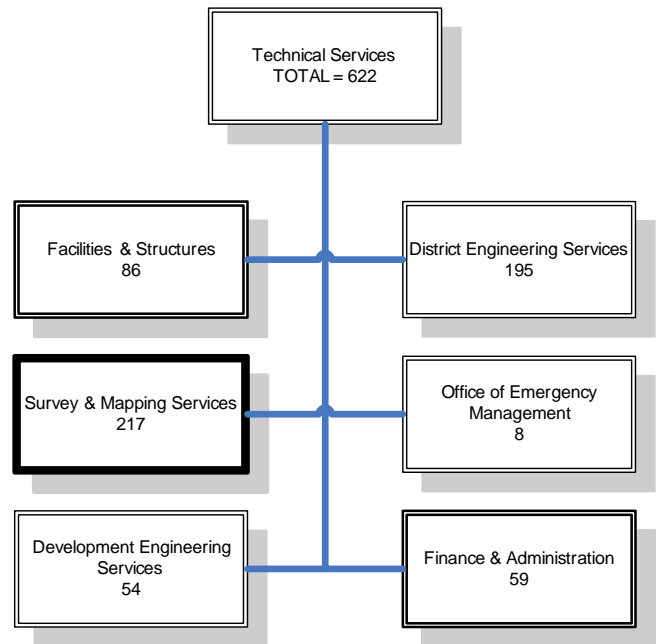 Technical Services
TOTAL = 622
Facilities & Structures
86
District Engineering Services
195
Survey & Mapping Services
217
Office of Emergency
Management
8
Development Engineering
Services
54
Finance & Administration
59